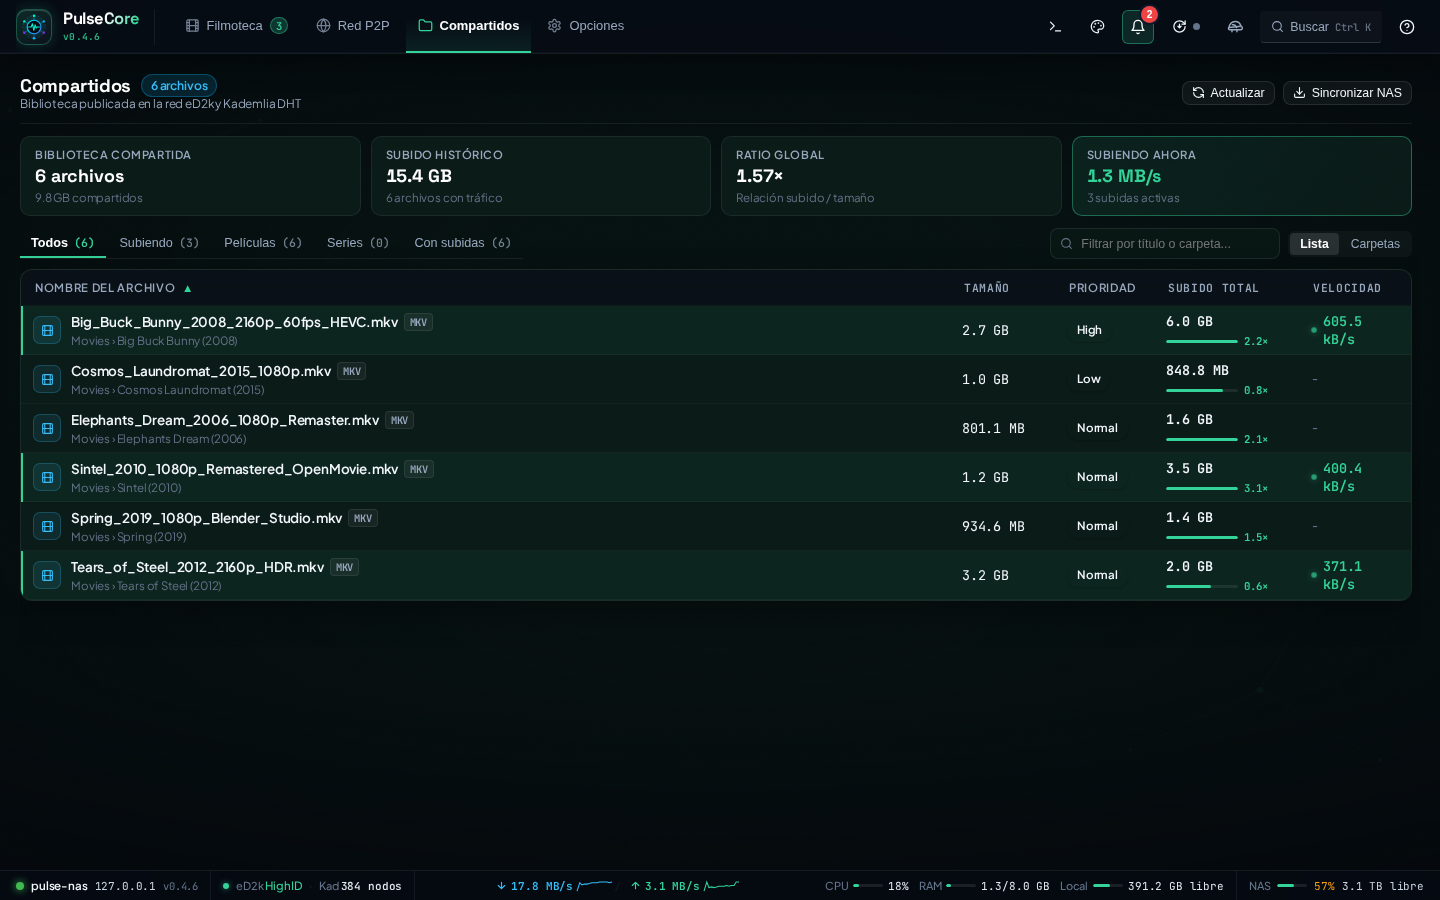 PulseCore
v0.4.6
Filmoteca 3
Red P2P
Compartidos
Opciones
2
Buscar Ctrl K
Compartidos 6 archivos
Biblioteca publicada en la red eD2k y Kademlia DHT
Actualizar
Sincronizar NAS
BIBLIOTECA COMPARTIDA
6 archivos
9.8 GB compartidos
SUBIDO HISTÓRICO
15.4 GB
6 archivos con tráfico
RATIO GLOBAL
1.57×
Relación subido / tamaño
SUBIENDO AHORA
1.3 MB/s
3 subidas activas
Todos (6)
Subiendo (3)
Películas (6)
Series (0)
Con subidas (6)
Filtrar por título o carpeta...
Lista
Carpetas
NOMBRE DEL ARCHIVO ▲ TAMAÑO PRIORIDAD SUBIDO TOTAL VELOCIDAD
Big_Buck_Bunny_2008_2160p_60fps_HEVC.mkv MKV
Movies › Big Buck Bunny (2008)
2.7 GB
High
6.0 GB
2.2×
605.5
kB/s
Cosmos_Laundromat_2015_1080p.mkv MKV
Movies › Cosmos Laundromat (2015)
1.0 GB
Low
848.8 MB
0.8×
-
Elephants_Dream_2006_1080p_Remaster.mkv MKV
Movies › Elephants Dream (2006)
801.1 MB
Normal
1.6 GB
2.1×
-
Sintel_2010_1080p_Remastered_OpenMovie.mkv MKV
Movies › Sintel (2010)
1.2 GB
Normal
3.5 GB
3.1×
400.4
kB/s
Spring_2019_1080p_Blender_Studio.mkv MKV
Movies › Spring (2019)
934.6 MB
Normal
1.4 GB
1.5×
-
Tears_of_Steel_2012_2160p_HDR.mkv MKV
Movies › Tears of Steel (2012)
3.2 GB
Normal
2.0 GB
0.6×
371.1
kB/s
pulse-nas 127.0.0.1 v0.4.6 eD2k HighID · Kad 384 nodos ↓ 17.8 MB/s / ↑ 3.1 MB/s CPU 18% RAM 1.3/8.0 GB Local 391.2 GB libre NAS 57% 3.1 TB libre